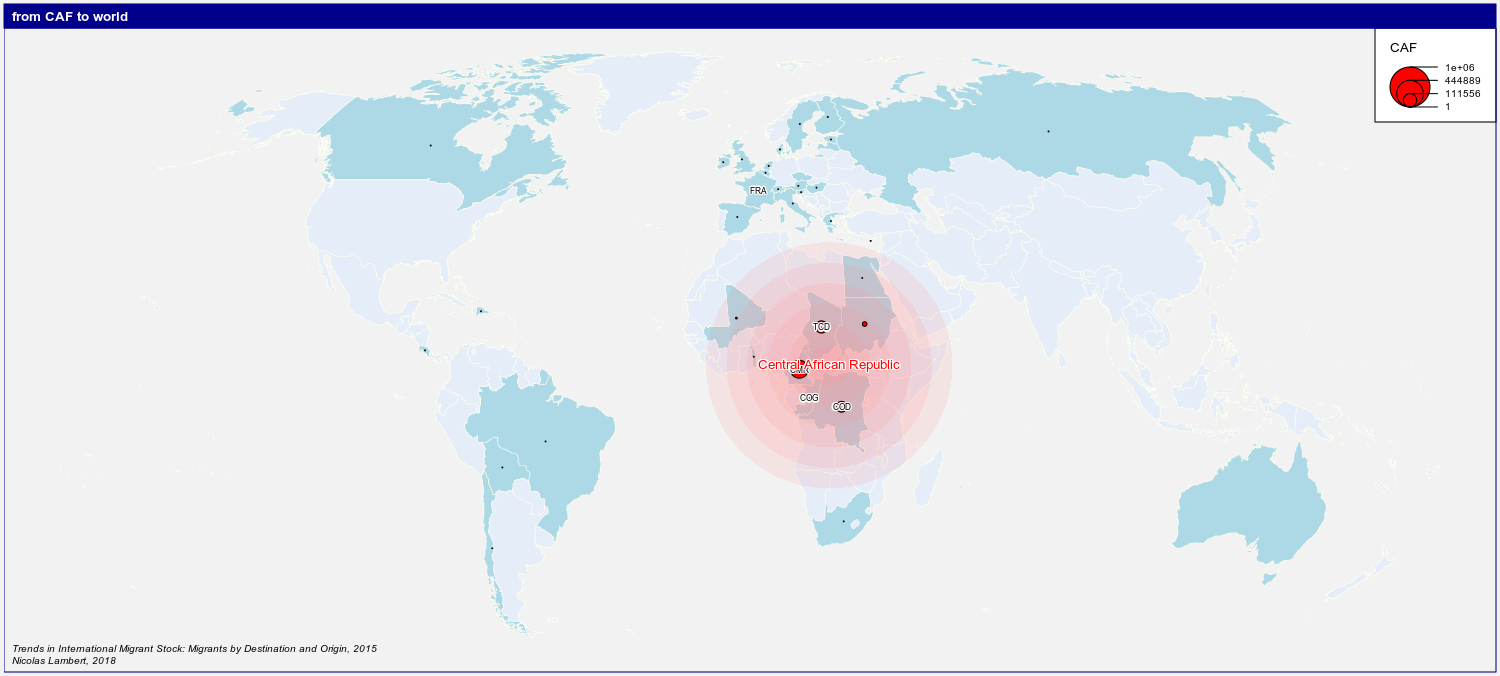 from CAF to world
CAF
1e+06
444889
111556
1
FRA
TCD
Central African Republic
CMR
COG
COD
Trends in International Migrant Stock: Migrants by Destination and Origin, 2015
Nicolas Lambert, 2018